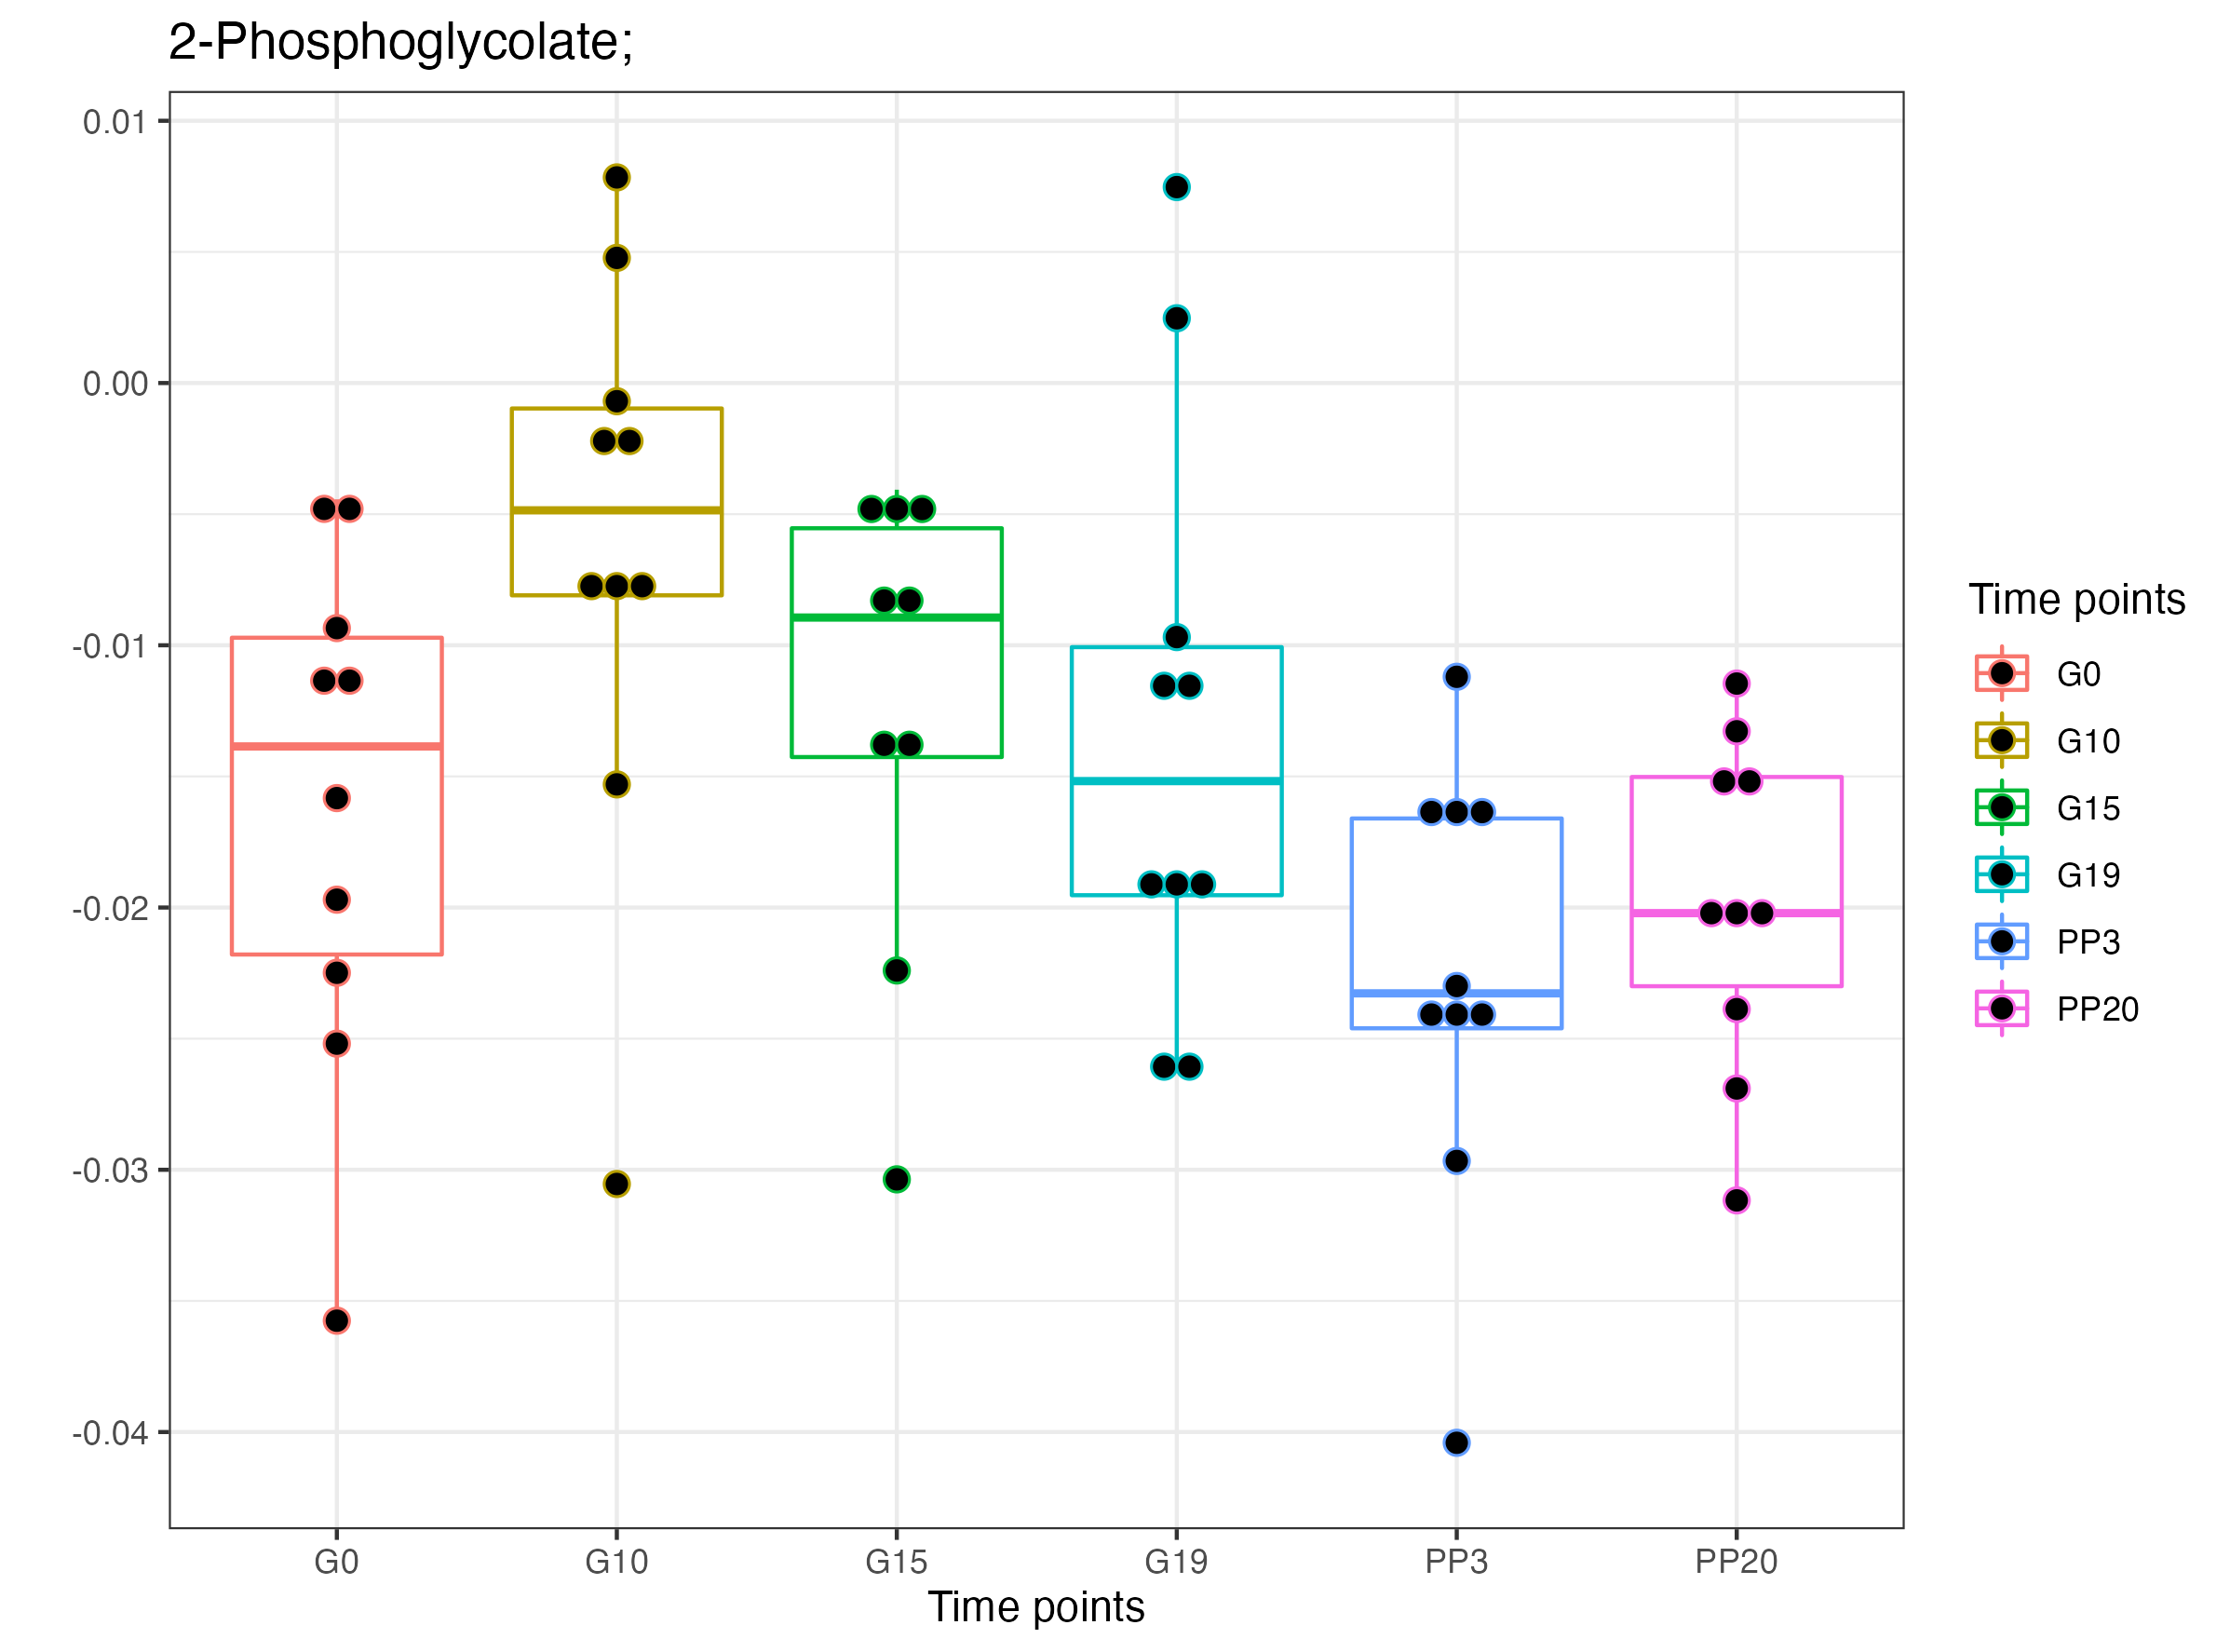 2-Phosphoglycolate;
0.01
0.00
-0.01
-0.02
-0.03
-0.04
G0 G10 G15 G19 PP3 PP20
Time points
Time points
G0
G10
G15
G19
PP3
PP20